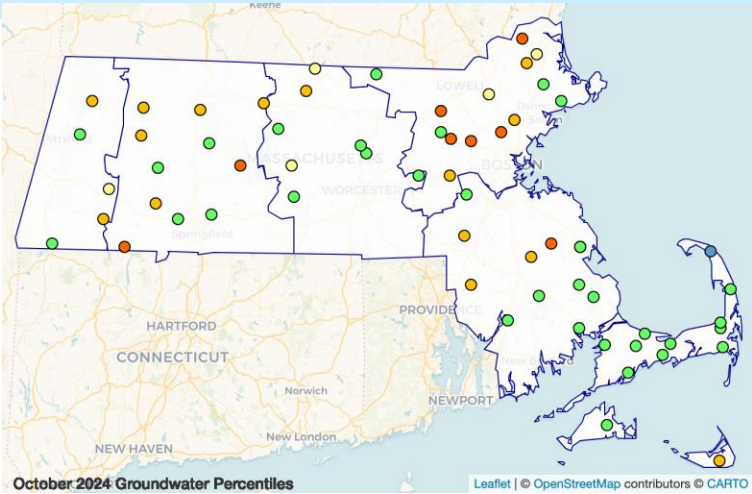 Keene
LOWELL
Pittsfield
MASSACHUSETTS
BOSTON
WORCESTER
Springfield
HARTFORD
CONNECTICUT
PROVIDENCE
Norwich
NEWPORT
New London
NEW HAVEN
October 2024 Groundwater Percentiles
Leaflet | © OpenStreetMap contributors © CARTO